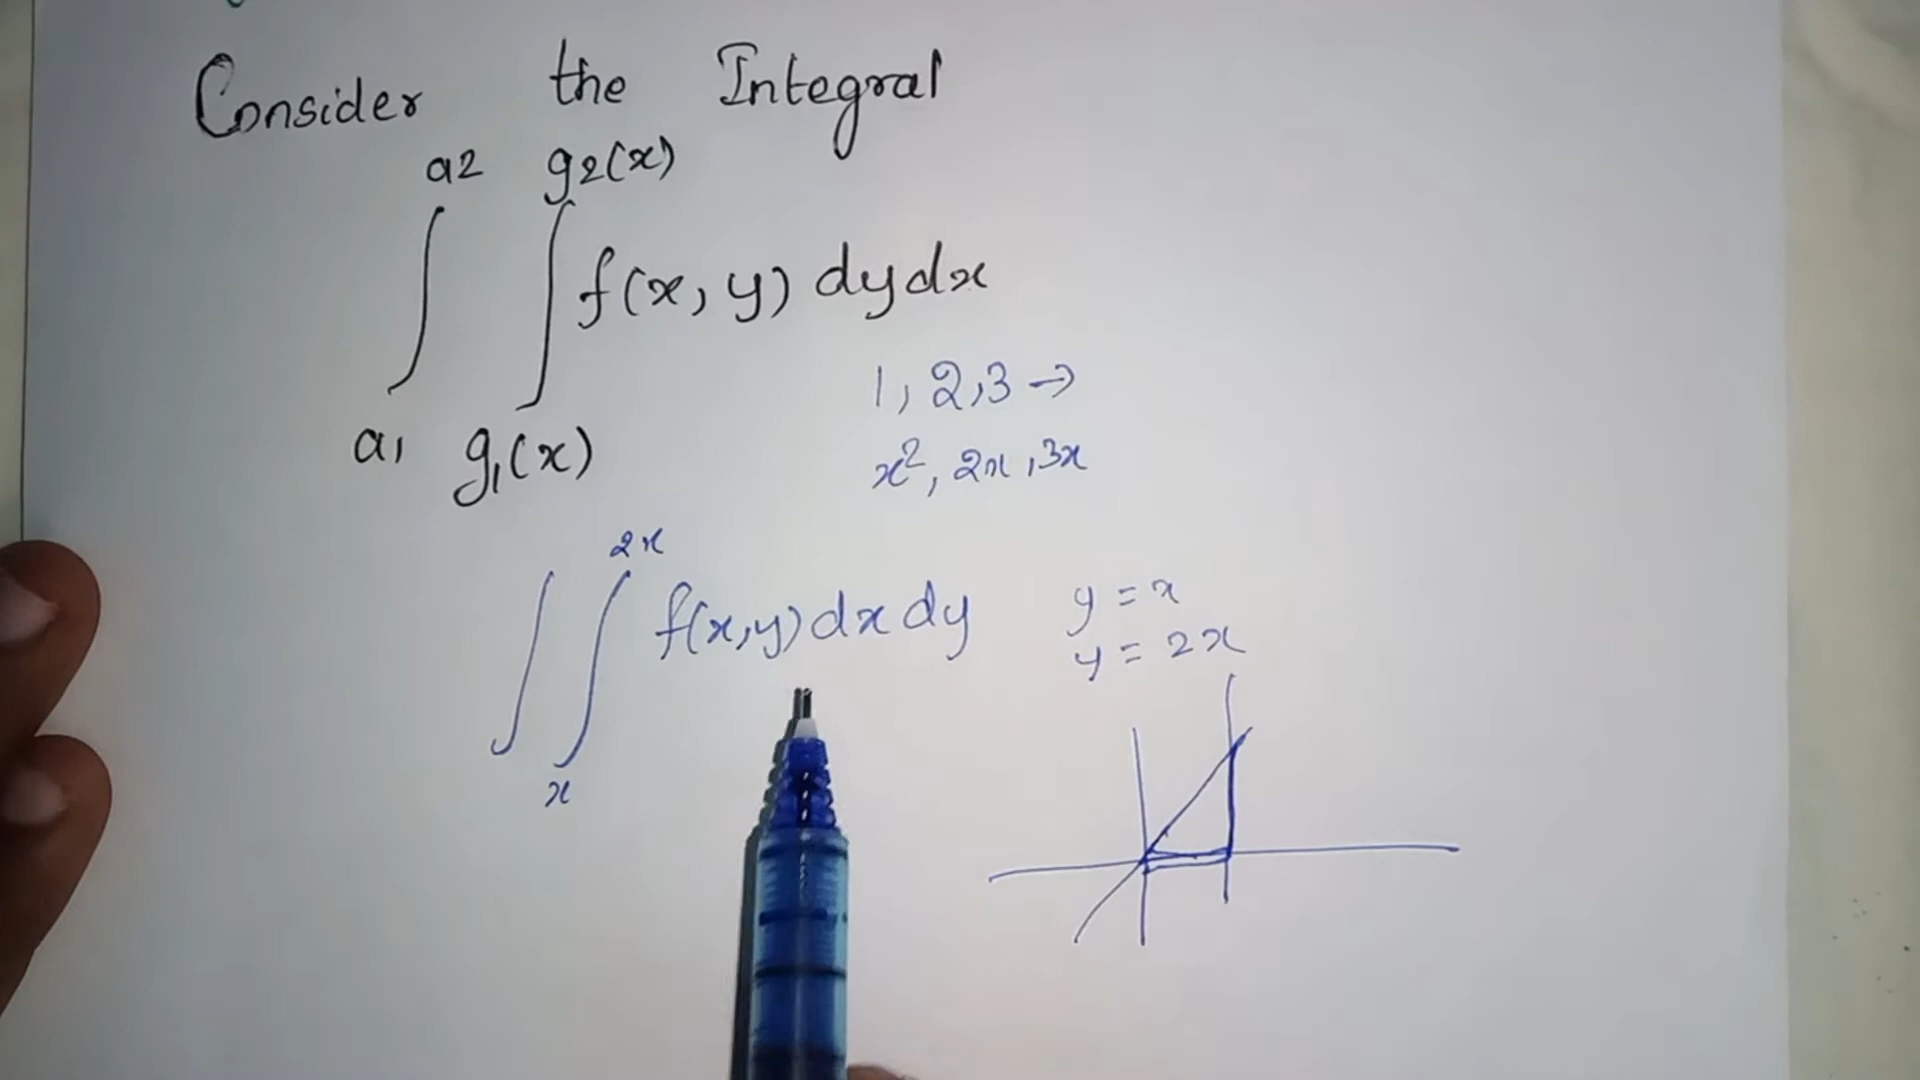 Consider the Integral
a2 g2(x)
∫ ∫ f(x, y) dy dx
a1 g1(x)
1, 2, 3 →
x², 2x, 3x
2x
∫ ∫ f(x,y) dx dy
x
y = x
y = 2x